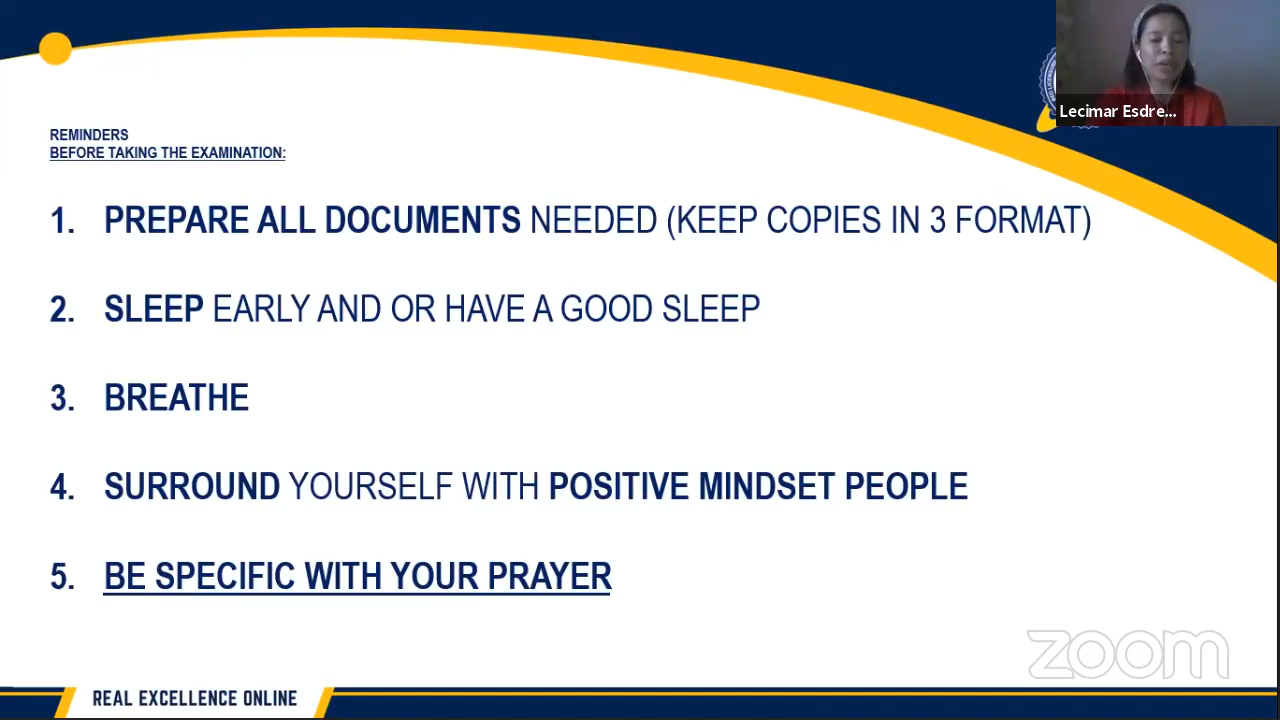 Lecimar Esdre...
REMINDERS
BEFORE TAKING THE EXAMINATION:
1. PREPARE ALL DOCUMENTS NEEDED (KEEP COPIES IN 3 FORMAT)
2. SLEEP EARLY AND OR HAVE A GOOD SLEEP
3. BREATHE
4. SURROUND YOURSELF WITH POSITIVE MINDSET PEOPLE
5. BE SPECIFIC WITH YOUR PRAYER
zoom
REAL EXCELLENCE ONLINE